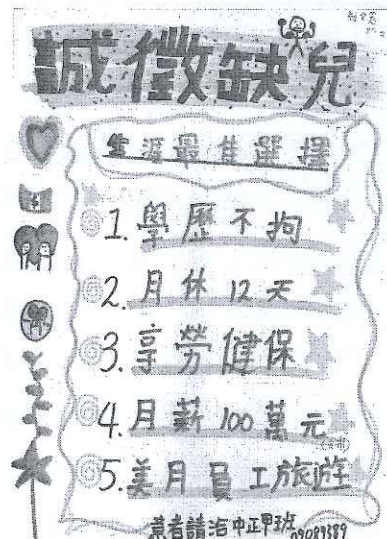 誠徵缺兒
生涯最佳選擇
1. 學歷不拘
2. 月休12天
3. 享勞健保
4. 月薪100萬元
5. 美月員工旅遊
意者請洽中正甲班
09089389